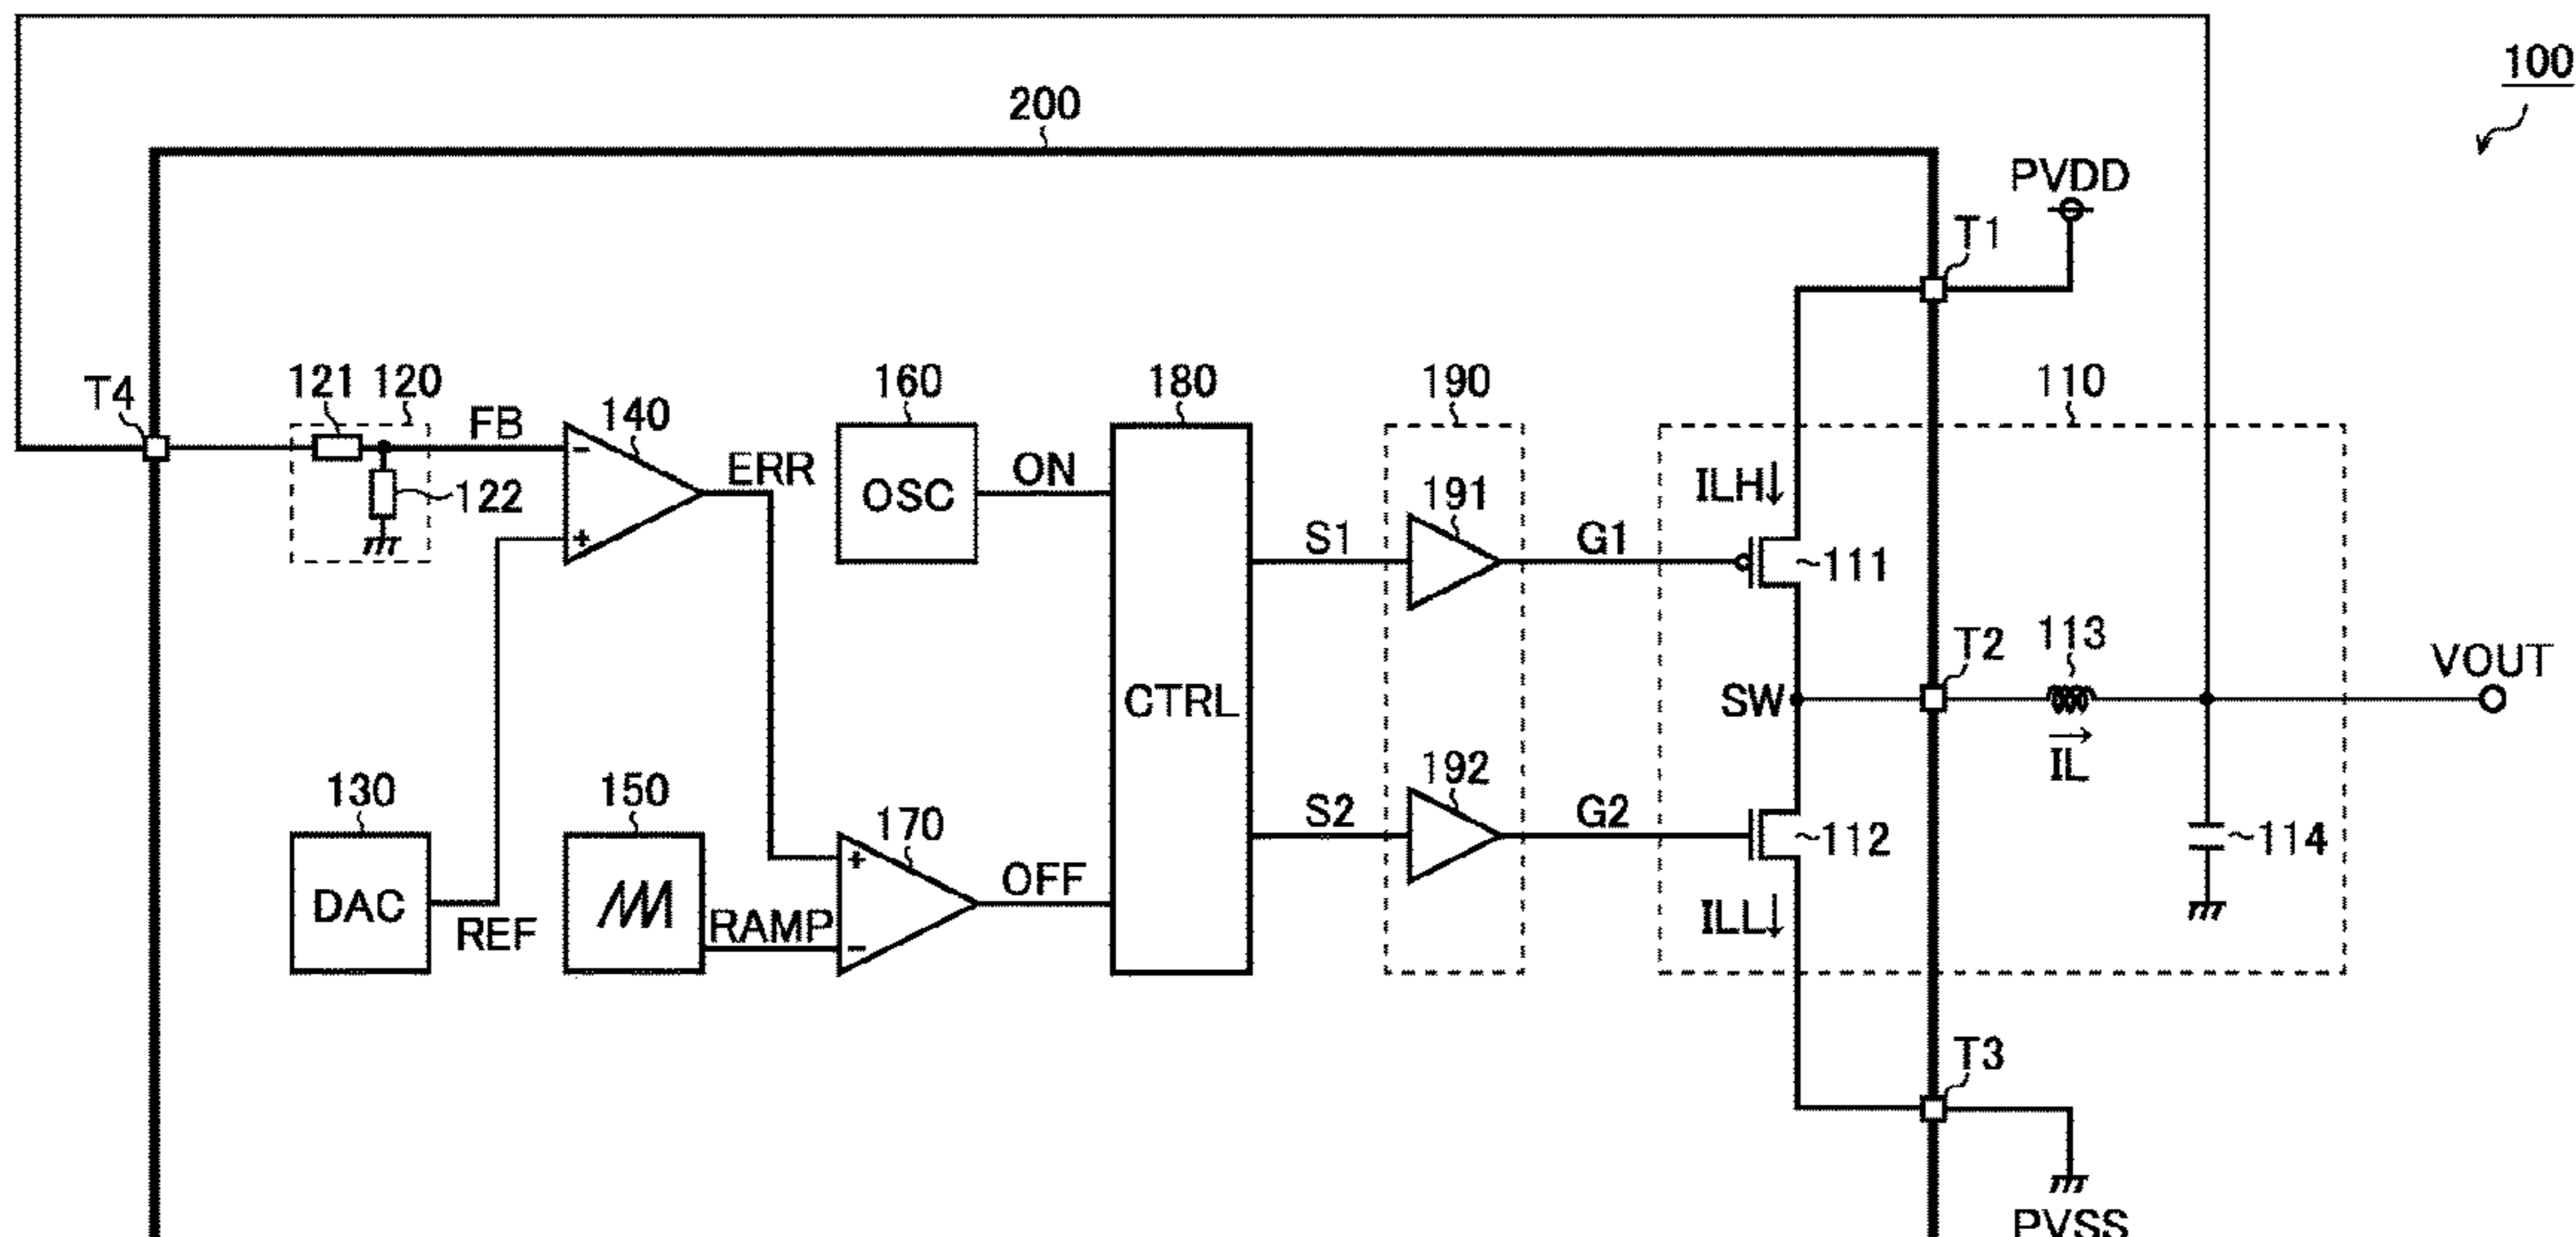 100
200
PVDD
T1
121
120
160
180
190
110
T4
FB
140
ERR
ON
ILH↓
191
OSC
122
S1
G1
111
T2
113
VOUT
CTRL
SW
IL
130
150
170
192
S2
G2
112
114
DAC
REF
RAMP
OFF
ILL↓
T3
PVSS